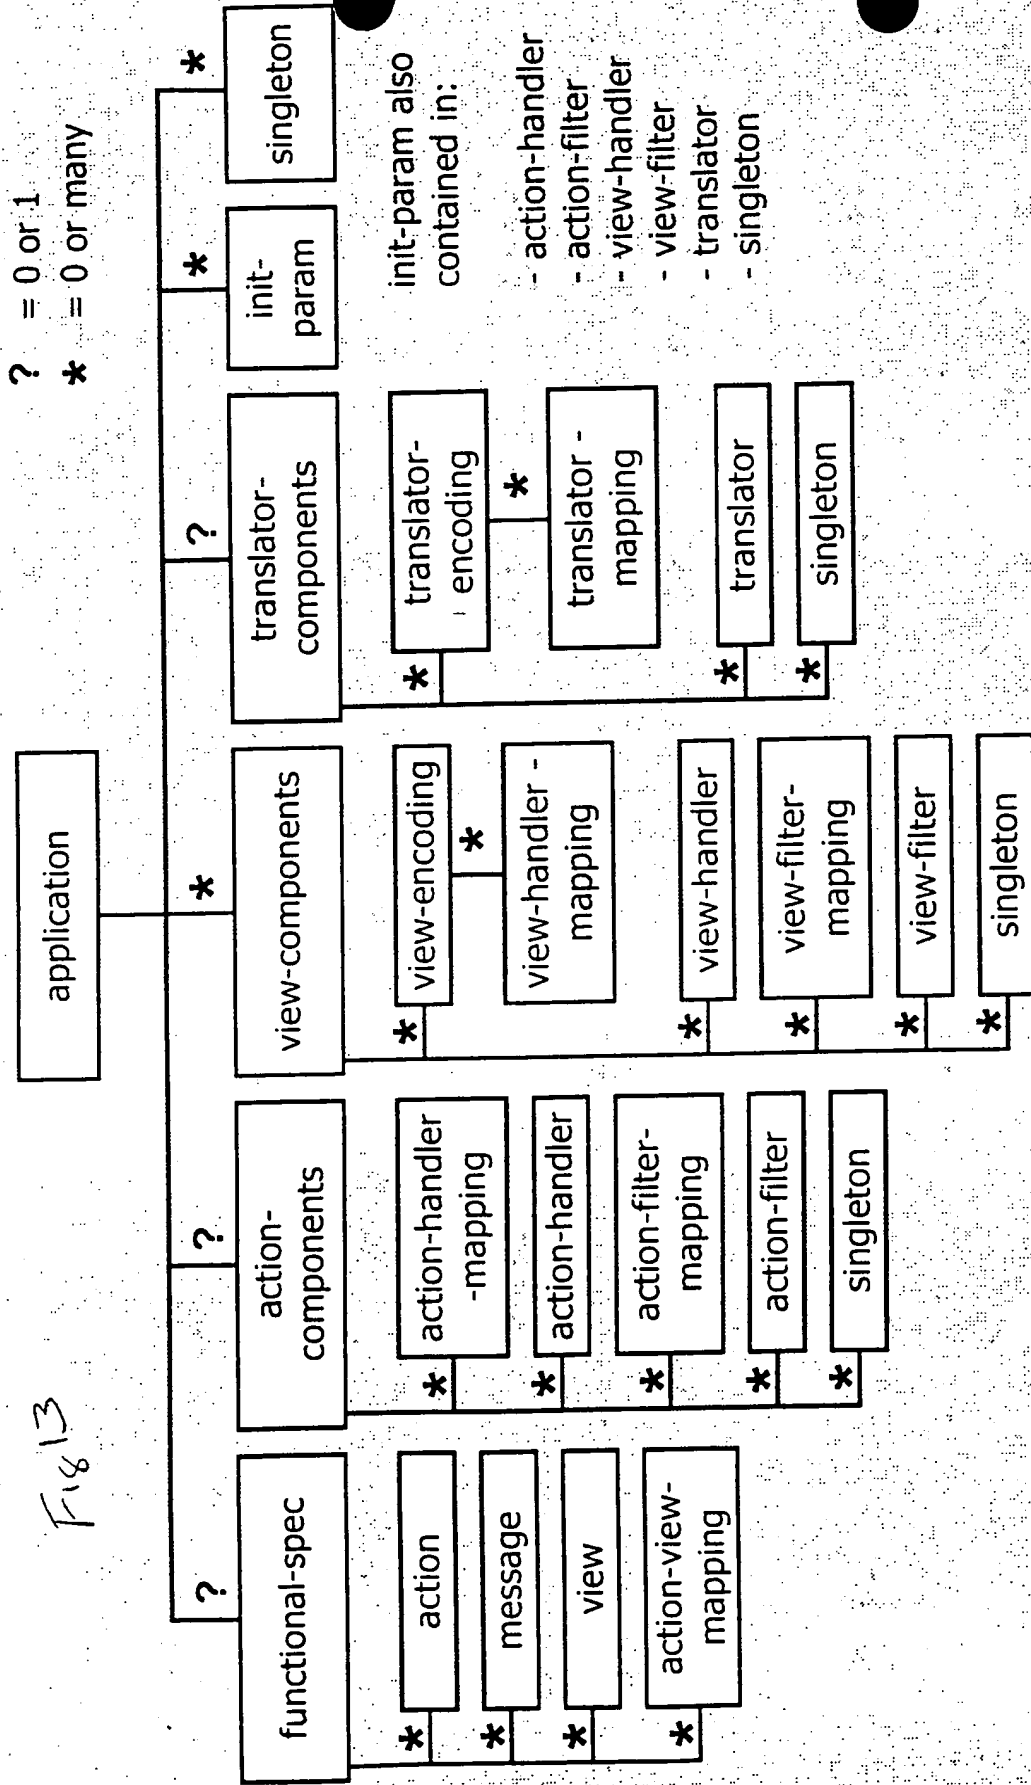 Fig 13
? = 0 or 1
* = 0 or many
application
?
?
*
?
*
*
functional-spec
action-
components
view-components
translator-
components
init-
param
singleton
*
action
*
message
*
view
*
action-view-
mapping
*
action-handler
-mapping
*
action-handler
*
action-filter-
mapping
*
action-filter
*
singleton
*
view-encoding
*
view-handler -
mapping
*
view-handler
*
view-filter-
mapping
*
view-filter
*
singleton
*
translator-
encoding
*
translator -
mapping
*
translator
*
singleton
init-param also
contained in:
- action-handler
- action-filter
- view-handler
- view-filter
- translator
- singleton